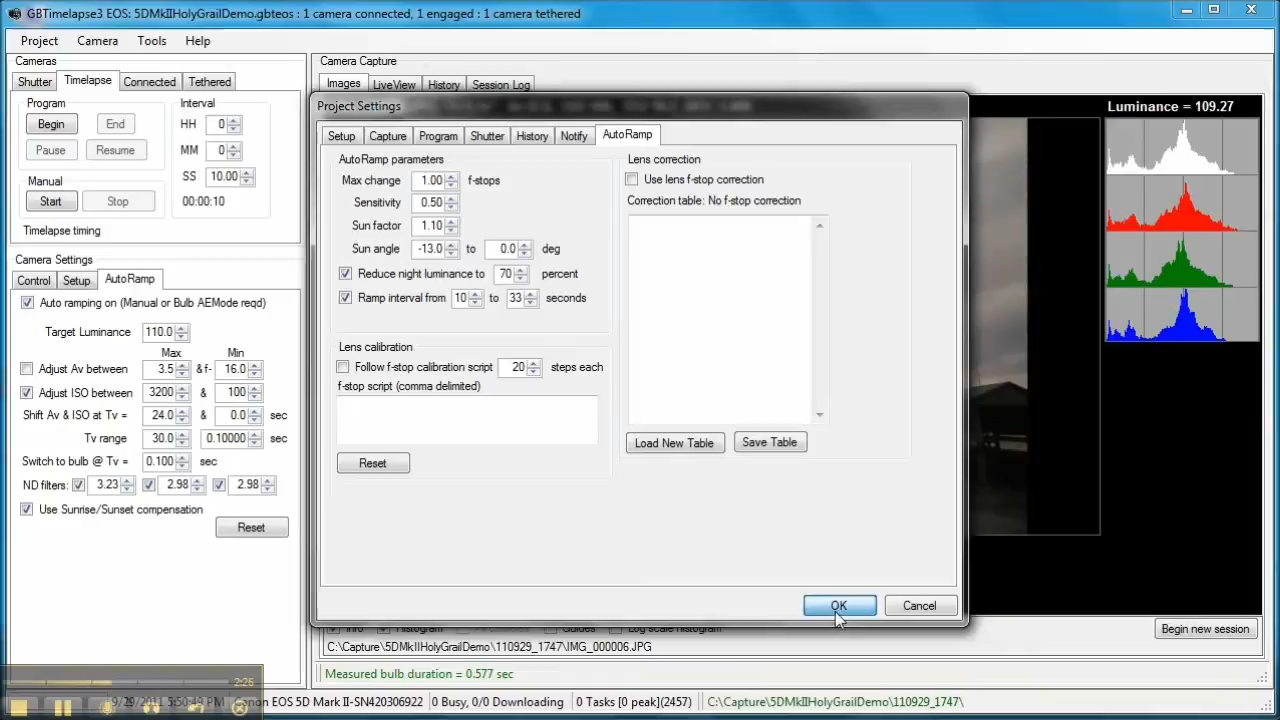 GBTimelapse3 EOS: 5DMkIIHolyGrailDemo.gbteos : 1 camera connected, 1 engaged : 1 camera tethered
Project Camera Tools Help
Cameras
Shutter Timelapse Connected Tethered
Program
Begin End
Pause Resume
Manual
Start Stop
Interval
HH 0
MM 0
SS 10.00
00:00:10
Timelapse timing
Camera Settings
Control Setup AutoRamp
Auto ramping on (Manual or Bulb AEMode reqd)
Target Luminance 110.0
Max Min
Adjust Av between 3.5 & f- 16.0
Adjust ISO between 3200 & 100
Shift Av & ISO at Tv = 24.0 & 0.0 sec
Tv range 30.0 0.10000 sec
Switch to bulb @ Tv = 0.100 sec
ND filters: 3.23 2.98 2.98
Use Sunrise/Sunset compensation
Reset
Camera Capture
Images LiveView History Session Log
Luminance = 109.27
Project Settings
Setup Capture Program Shutter History Notify AutoRamp
AutoRamp parameters
Max change 1.00 f-stops
Sensitivity 0.50
Sun factor 1.10
Sun angle -13.0 to 0.0 deg
Reduce night luminance to 70 percent
Ramp interval from 10 to 33 seconds
Lens calibration
Follow f-stop calibration script 20 steps each
f-stop script (comma delimited)
Reset
Lens correction
Use lens f-stop correction
Correction table: No f-stop correction
Load New Table Save Table
OK Cancel
Begin new session
C:\Capture\5DMkIIHolyGrailDemo\110929_1747\IMG_000006.JPG
Measured bulb duration = 0.577 sec
2:26
EOS 5D Mark II-SN420306922 0 Busy, 0/0 Downloading 0 Tasks [0 peak](2457) C:\Capture\5DMkIIHolyGrailDemo\110929_1747\